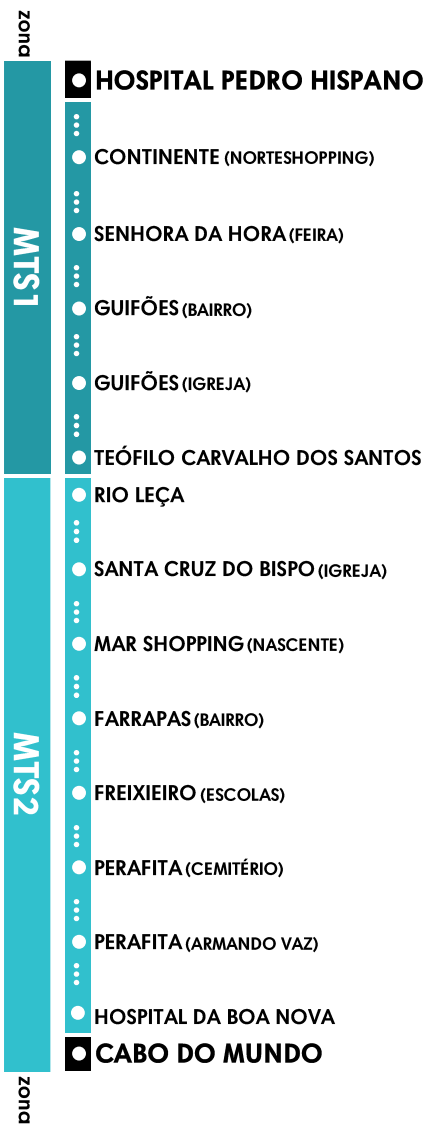 zona
HOSPITAL PEDRO HISPANO
CONTINENTE (NORTESHOPPING)
SENHORA DA HORA (FEIRA)
MTS1
GUIFÕES (BAIRRO)
GUIFÕES (IGREJA)
TEÓFILO CARVALHO DOS SANTOS
RIO LEÇA
SANTA CRUZ DO BISPO (IGREJA)
MAR SHOPPING (NASCENTE)
FARRAPAS (BAIRRO)
MTS2
FREIXIEIRO (ESCOLAS)
PERAFITA (CEMITÉRIO)
PERAFITA (ARMANDO VAZ)
HOSPITAL DA BOA NOVA
CABO DO MUNDO
zona